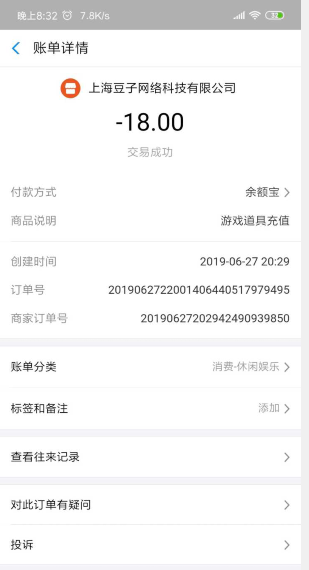 晚上8:32 7.8K/s
账单详情
上海豆子网络科技有限公司
-18.00
交易成功
付款方式 余额宝
商品说明 游戏道具充值
创建时间 2019-06-27 20:29
订单号 2019062722001406440517979495
商家订单号 20190627202942490939850
账单分类 消费-休闲娱乐
标签和备注 添加
查看往来记录
对此订单有疑问
投诉